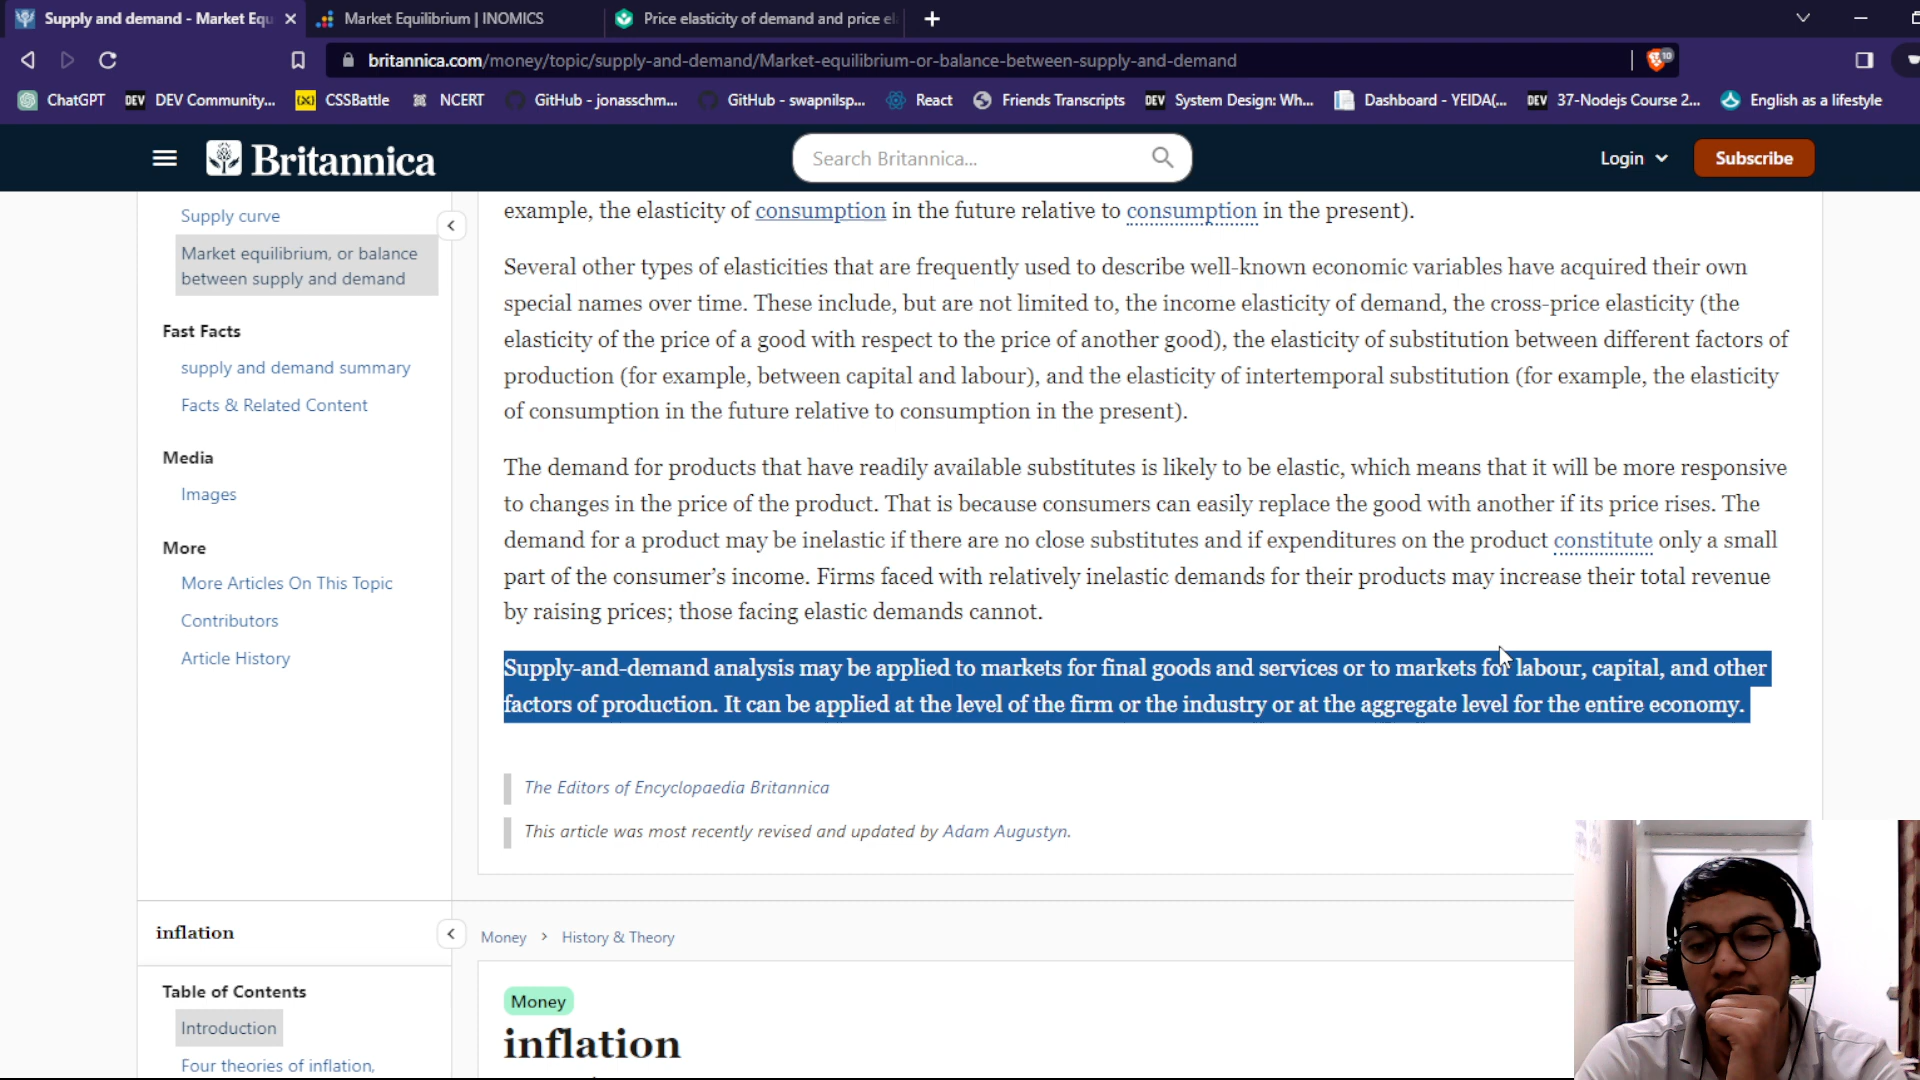 Supply and demand - Market Equ
Market Equilibrium | INOMICS
Price elasticity of demand and price el
britannica.com/money/topic/supply-and-demand/Market-equilibrium-or-balance-between-supply-and-demand
10
ChatGPT
DEV DEV Community...
CSSBattle
NCERT
GitHub - jonasschm...
GitHub - swapnilsp...
React
Friends Transcripts
DEV System Design: Wh...
Dashboard - YEIDA(...
DEV 37-Nodejs Course 2...
English as a lifestyle
Britannica
Search Britannica...
Login
Subscribe
Supply curve
Market equilibrium, or balance
between supply and demand
Fast Facts
supply and demand summary
Facts & Related Content
Media
Images
More
More Articles On This Topic
Contributors
Article History
example, the elasticity of consumption in the future relative to consumption in the present).
Several other types of elasticities that are frequently used to describe well-known economic variables have acquired their own
special names over time. These include, but are not limited to, the income elasticity of demand, the cross-price elasticity (the
elasticity of the price of a good with respect to the price of another good), the elasticity of substitution between different factors of
production (for example, between capital and labour), and the elasticity of intertemporal substitution (for example, the elasticity
of consumption in the future relative to consumption in the present).
The demand for products that have readily available substitutes is likely to be elastic, which means that it will be more responsive
to changes in the price of the product. That is because consumers can easily replace the good with another if its price rises. The
demand for a product may be inelastic if there are no close substitutes and if expenditures on the product constitute only a small
part of the consumer's income. Firms faced with relatively inelastic demands for their products may increase their total revenue
by raising prices; those facing elastic demands cannot.
Supply-and-demand analysis may be applied to markets for final goods and services or to markets for labour, capital, and other
factors of production. It can be applied at the level of the firm or the industry or at the aggregate level for the entire economy.
The Editors of Encyclopaedia Britannica
This article was most recently revised and updated by Adam Augustyn.
inflation
Money > History & Theory
Table of Contents
Introduction
Four theories of inflation,
Money
inflation